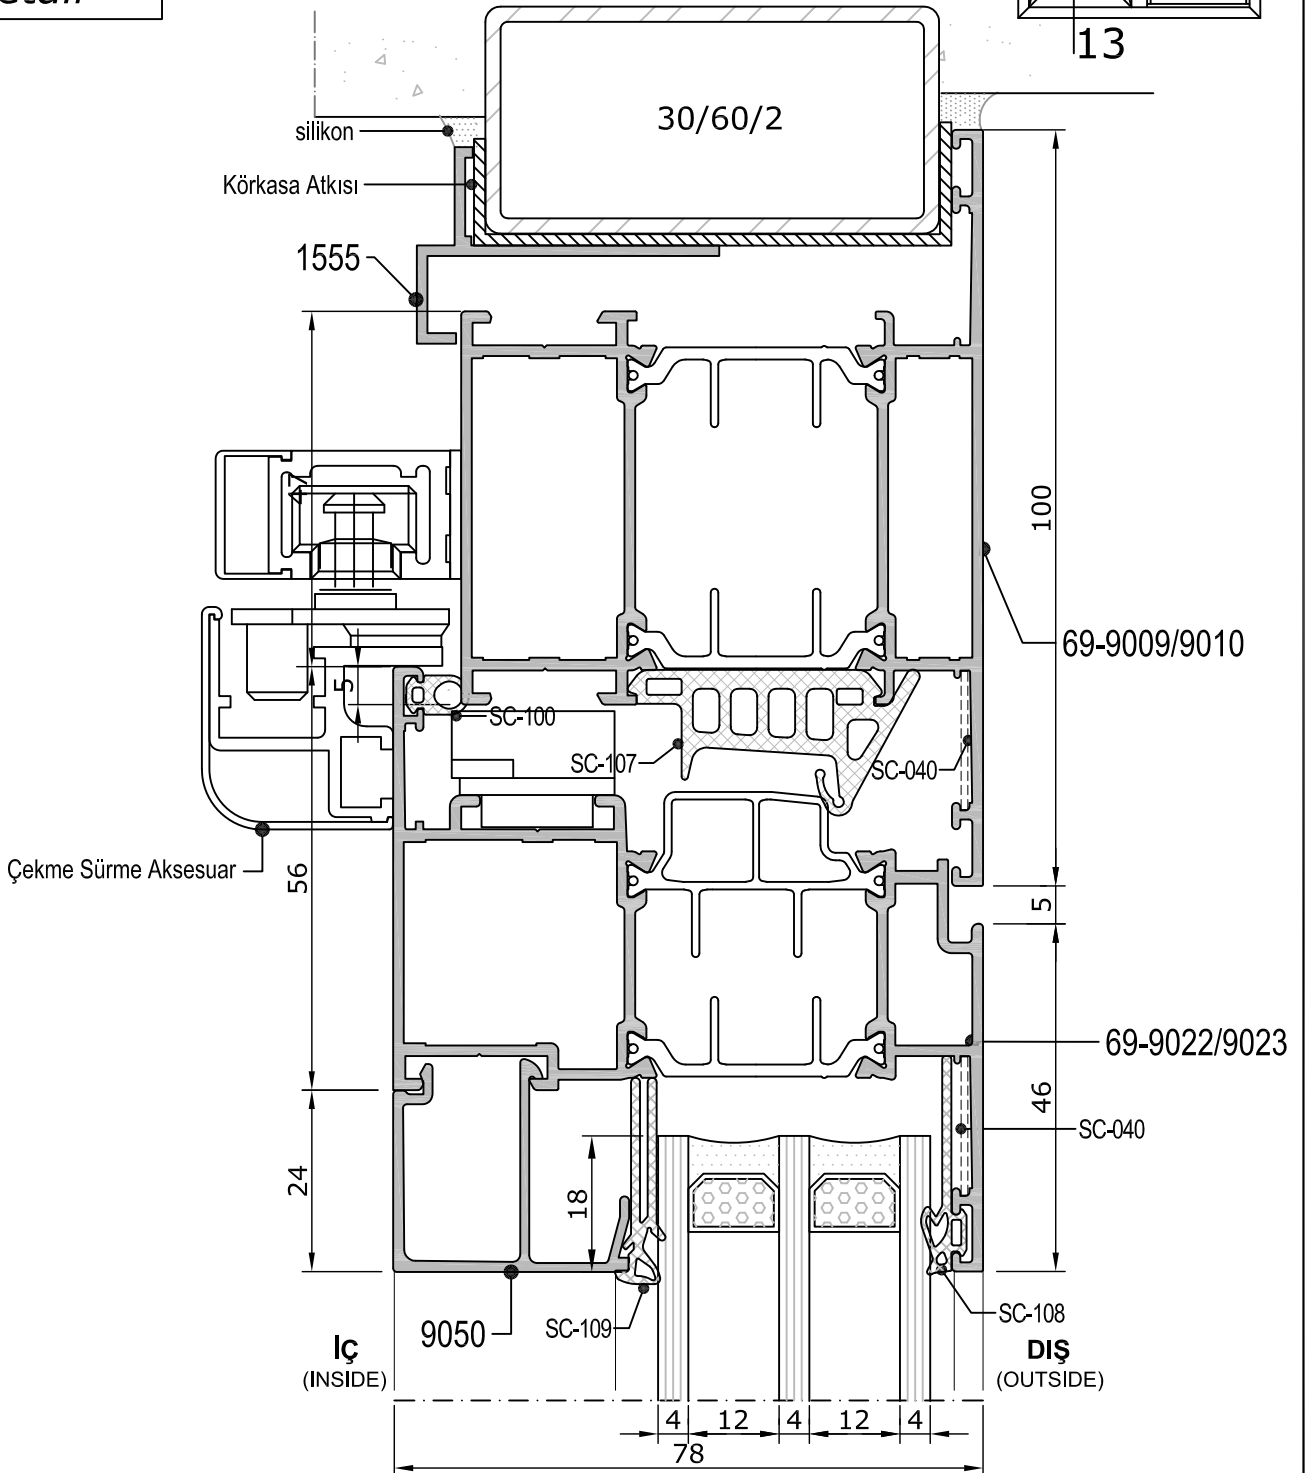 13
30/60/2
silikon
Körkasa Atkısı
1555
100
69-9009/9010
5
SC-100
SC-107
SC-040
Çekme Sürme Aksesuar
56
5
69-9022/9023
46
SC-040
24
18
SC-108
SC-109
9050
İÇ
(INSIDE)
DIŞ
(OUTSIDE)
4 12 4 12 4
78